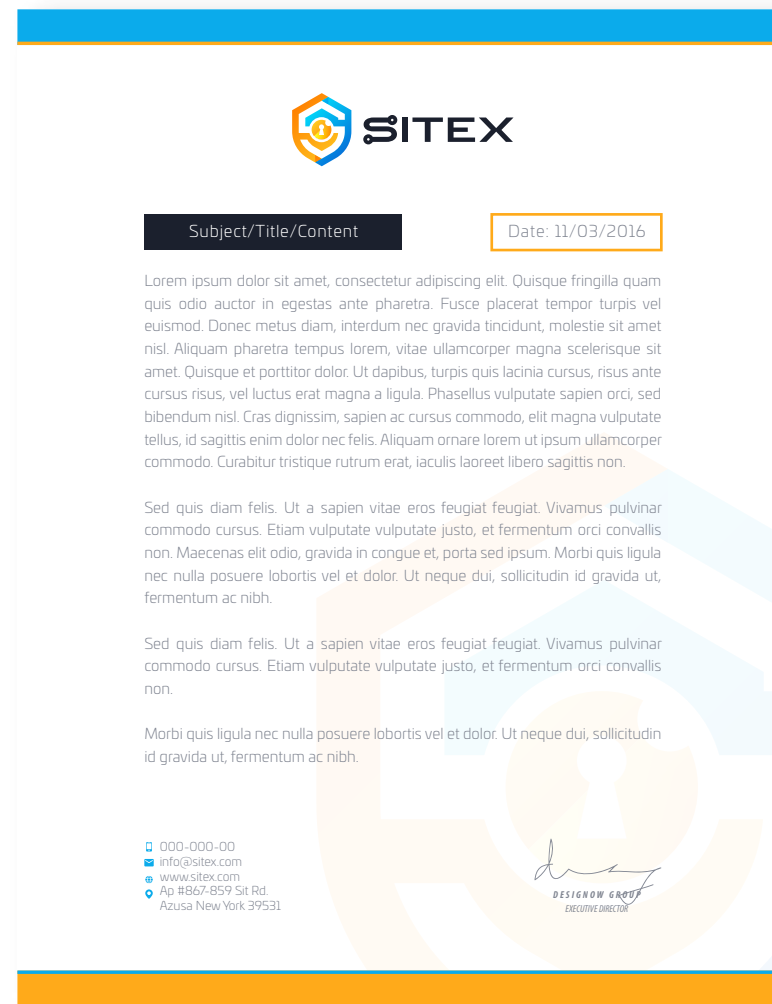 SITEX
Subject/Title/Content
Date: 11/03/2016
Lorem ipsum dolor sit amet, consectetur adipiscing elit. Quisque fringilla quam
quis odio auctor in egestas ante pharetra. Fusce placerat tempor turpis vel
euismod. Donec metus diam, interdum nec gravida tincidunt, molestie sit amet
nisl. Aliquam pharetra tempus lorem, vitae ullamcorper magna scelerisque sit
amet. Quisque et porttitor dolor. Ut dapibus, turpis quis lacinia cursus, risus ante
cursus risus, vel luctus erat magna a ligula. Phasellus vulputate sapien orci, sed
bibendum nisl. Cras dignissim, sapien ac cursus commodo, elit magna vulputate
tellus, id sagittis enim dolor nec felis. Aliquam ornare lorem ut ipsum ullamcorper
commodo. Curabitur tristique rutrum erat, iaculis laoreet libero sagittis non.
Sed quis diam felis. Ut a sapien vitae eros feugiat feugiat. Vivamus pulvinar
commodo cursus. Etiam vulputate vulputate justo, et fermentum orci convallis
non. Maecenas elit odio, gravida in congue et, porta sed ipsum. Morbi quis ligula
nec nulla posuere lobortis vel et dolor. Ut neque dui, sollicitudin id gravida ut,
fermentum ac nibh.
Sed quis diam felis. Ut a sapien vitae eros feugiat feugiat. Vivamus pulvinar
commodo cursus. Etiam vulputate vulputate justo, et fermentum orci convallis
non.
Morbi quis ligula nec nulla posuere lobortis vel et dolor. Ut neque dui, sollicitudin
id gravida ut, fermentum ac nibh.
000-000-00
info@sitex.com
www.sitex.com
Ap #867-859 Sit Rd.
Azusa New York 39531
DESIGNOW GROUP
EXECUTIVE DIRECTOR